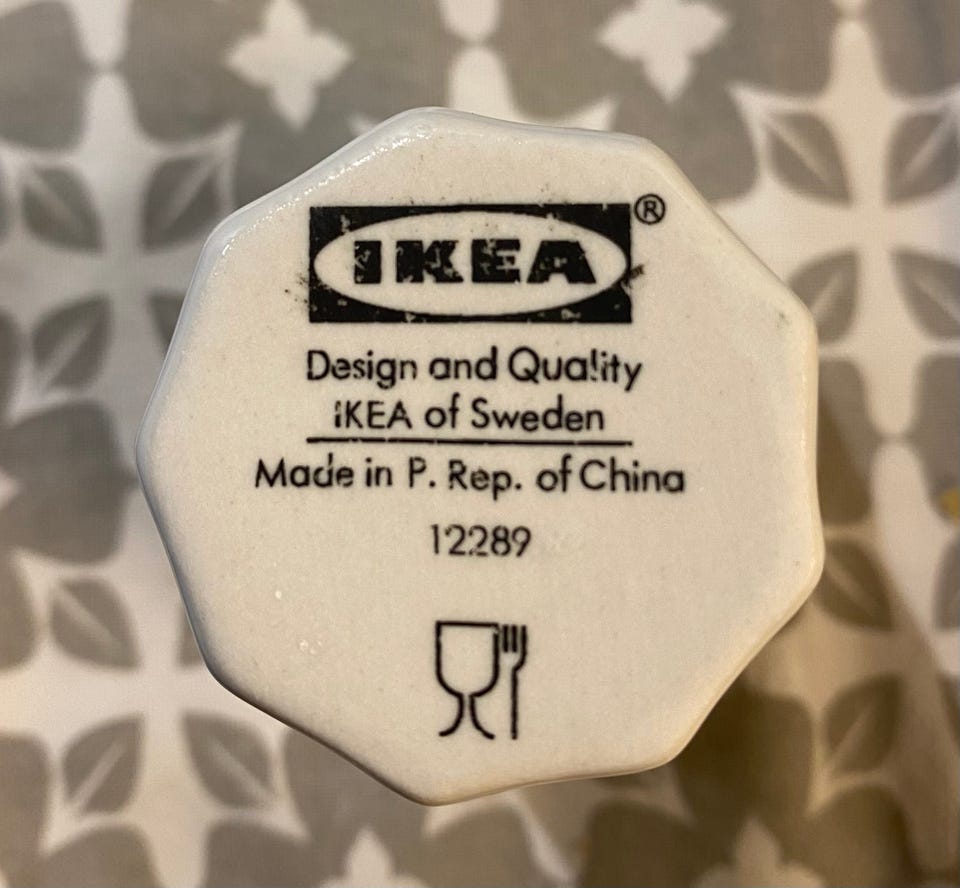 IKEA®
Design and Quality
IKEA of Sweden
Made in P. Rep. of China
12289